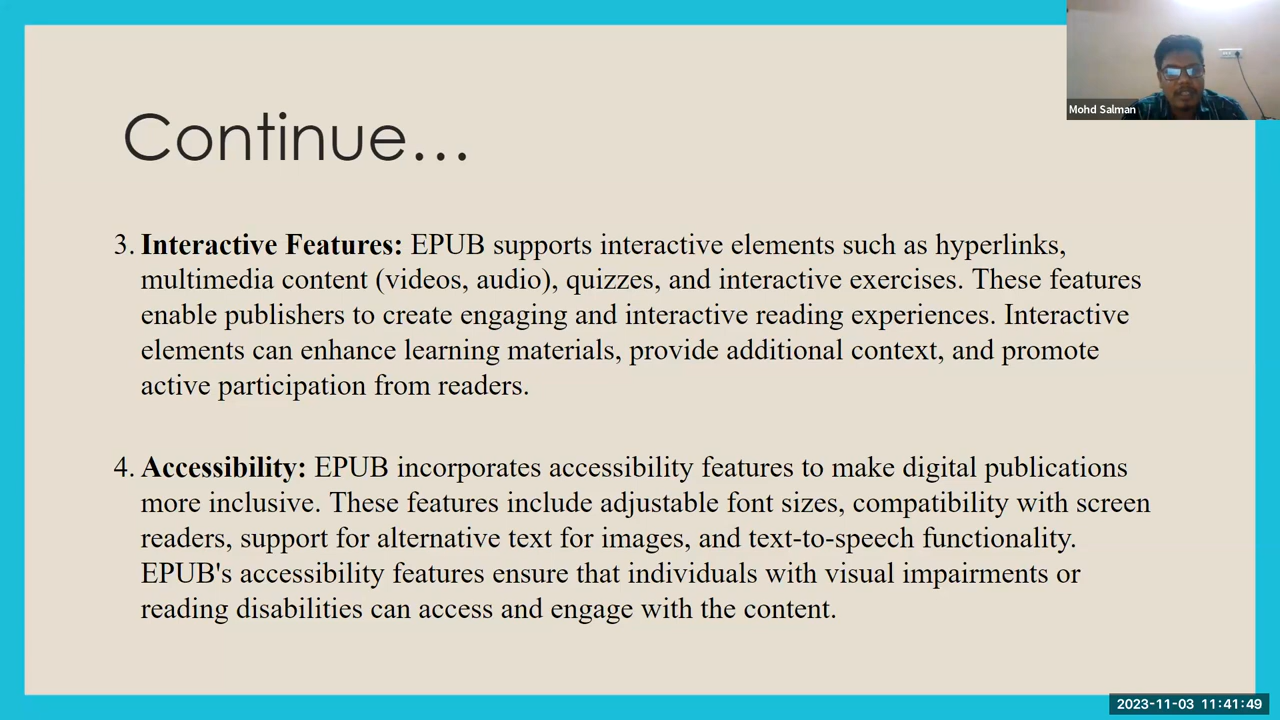 Mohd Salman
Continue...
3. Interactive Features: EPUB supports interactive elements such as hyperlinks,
multimedia content (videos, audio), quizzes, and interactive exercises. These features
enable publishers to create engaging and interactive reading experiences. Interactive
elements can enhance learning materials, provide additional context, and promote
active participation from readers.
4. Accessibility: EPUB incorporates accessibility features to make digital publications
more inclusive. These features include adjustable font sizes, compatibility with screen
readers, support for alternative text for images, and text-to-speech functionality.
EPUB's accessibility features ensure that individuals with visual impairments or
reading disabilities can access and engage with the content.
2023-11-03 11:41:49